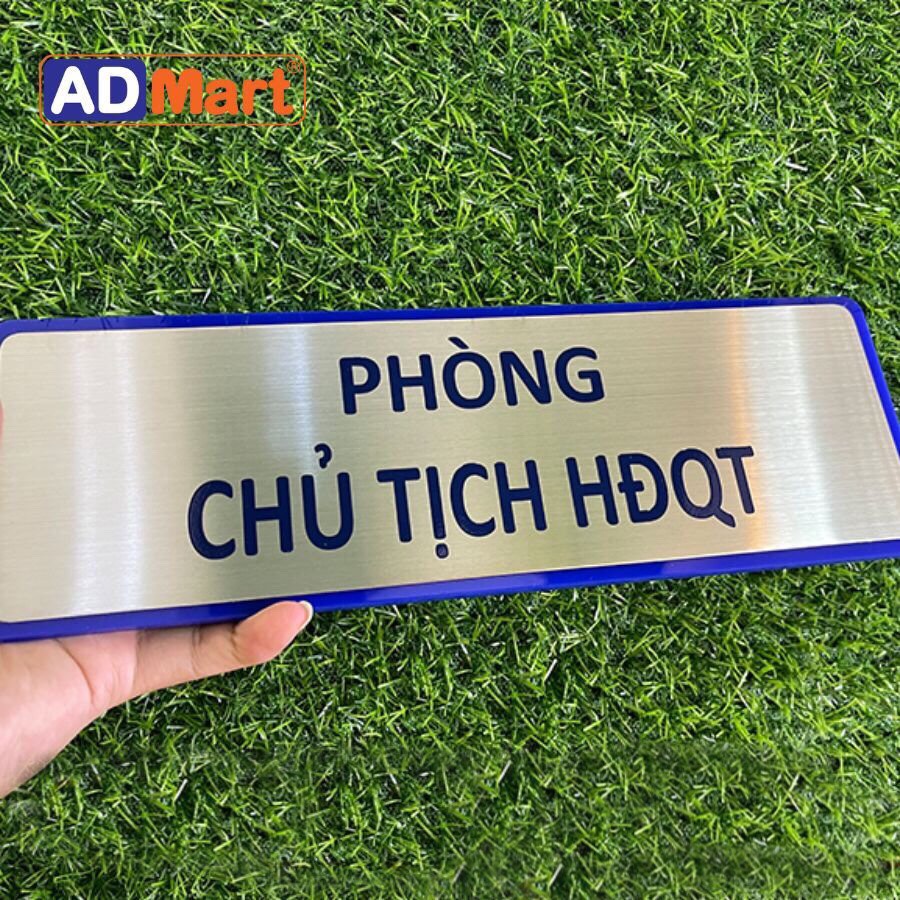 ADMart®
PHÒNG
CHỦ TỊCH HĐQT